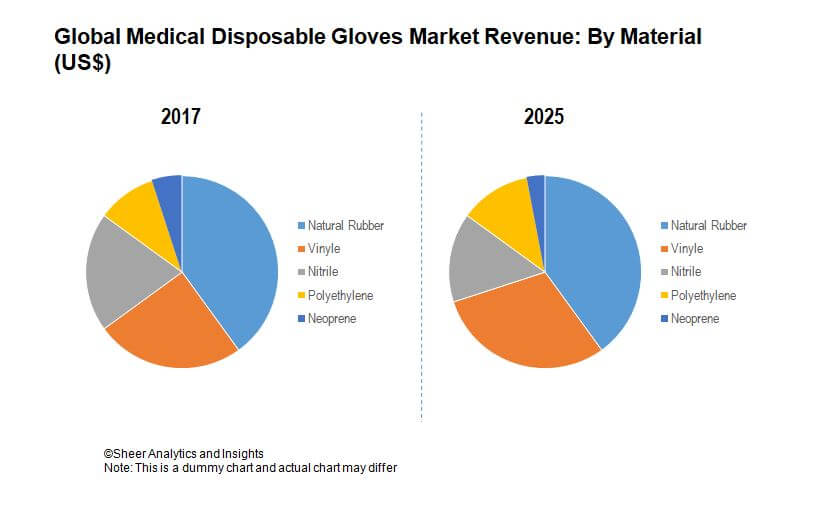 Global Medical Disposable Gloves Market Revenue: By Material
(US$)
2017
2025
Natural Rubber
Vinyle
Nitrile
Polyethylene
Neoprene
Natural Rubber
Vinyle
Nitrile
Polyethylene
Neoprene
©Sheer Analytics and Insights
Note: This is a dummy chart and actual chart may differ